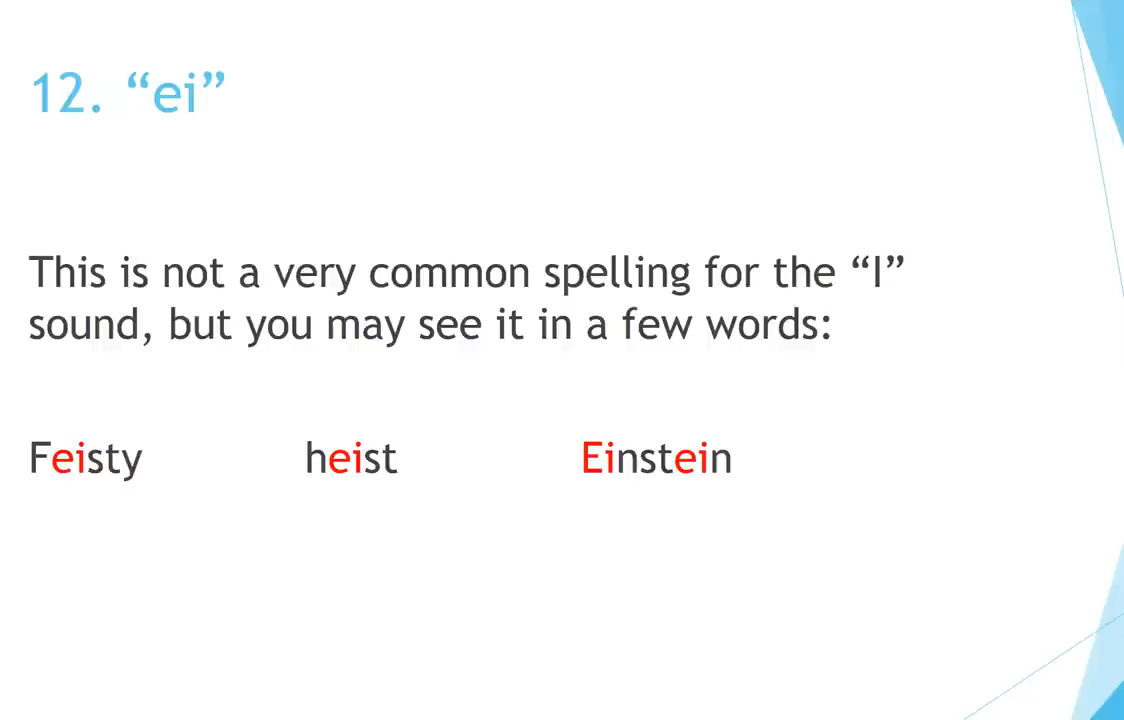 12. “ei”
This is not a very common spelling for the “I”
sound, but you may see it in a few words:
Feisty heist Einstein